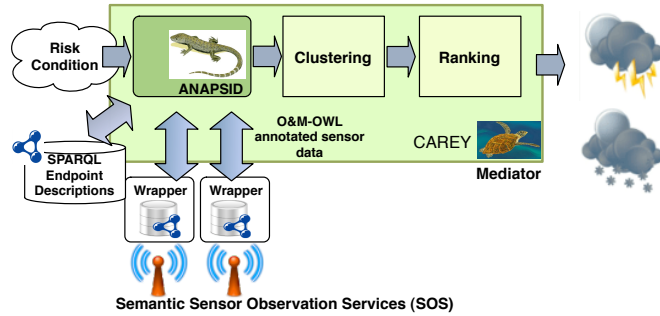 Risk
Condition
ANAPSID
Clustering
Ranking
O&M-OWL
annotated sensor
data
CAREY
Mediator
SPARQL
Endpoint
Descriptions
Wrapper
Wrapper
Semantic Sensor Observation Services (SOS)